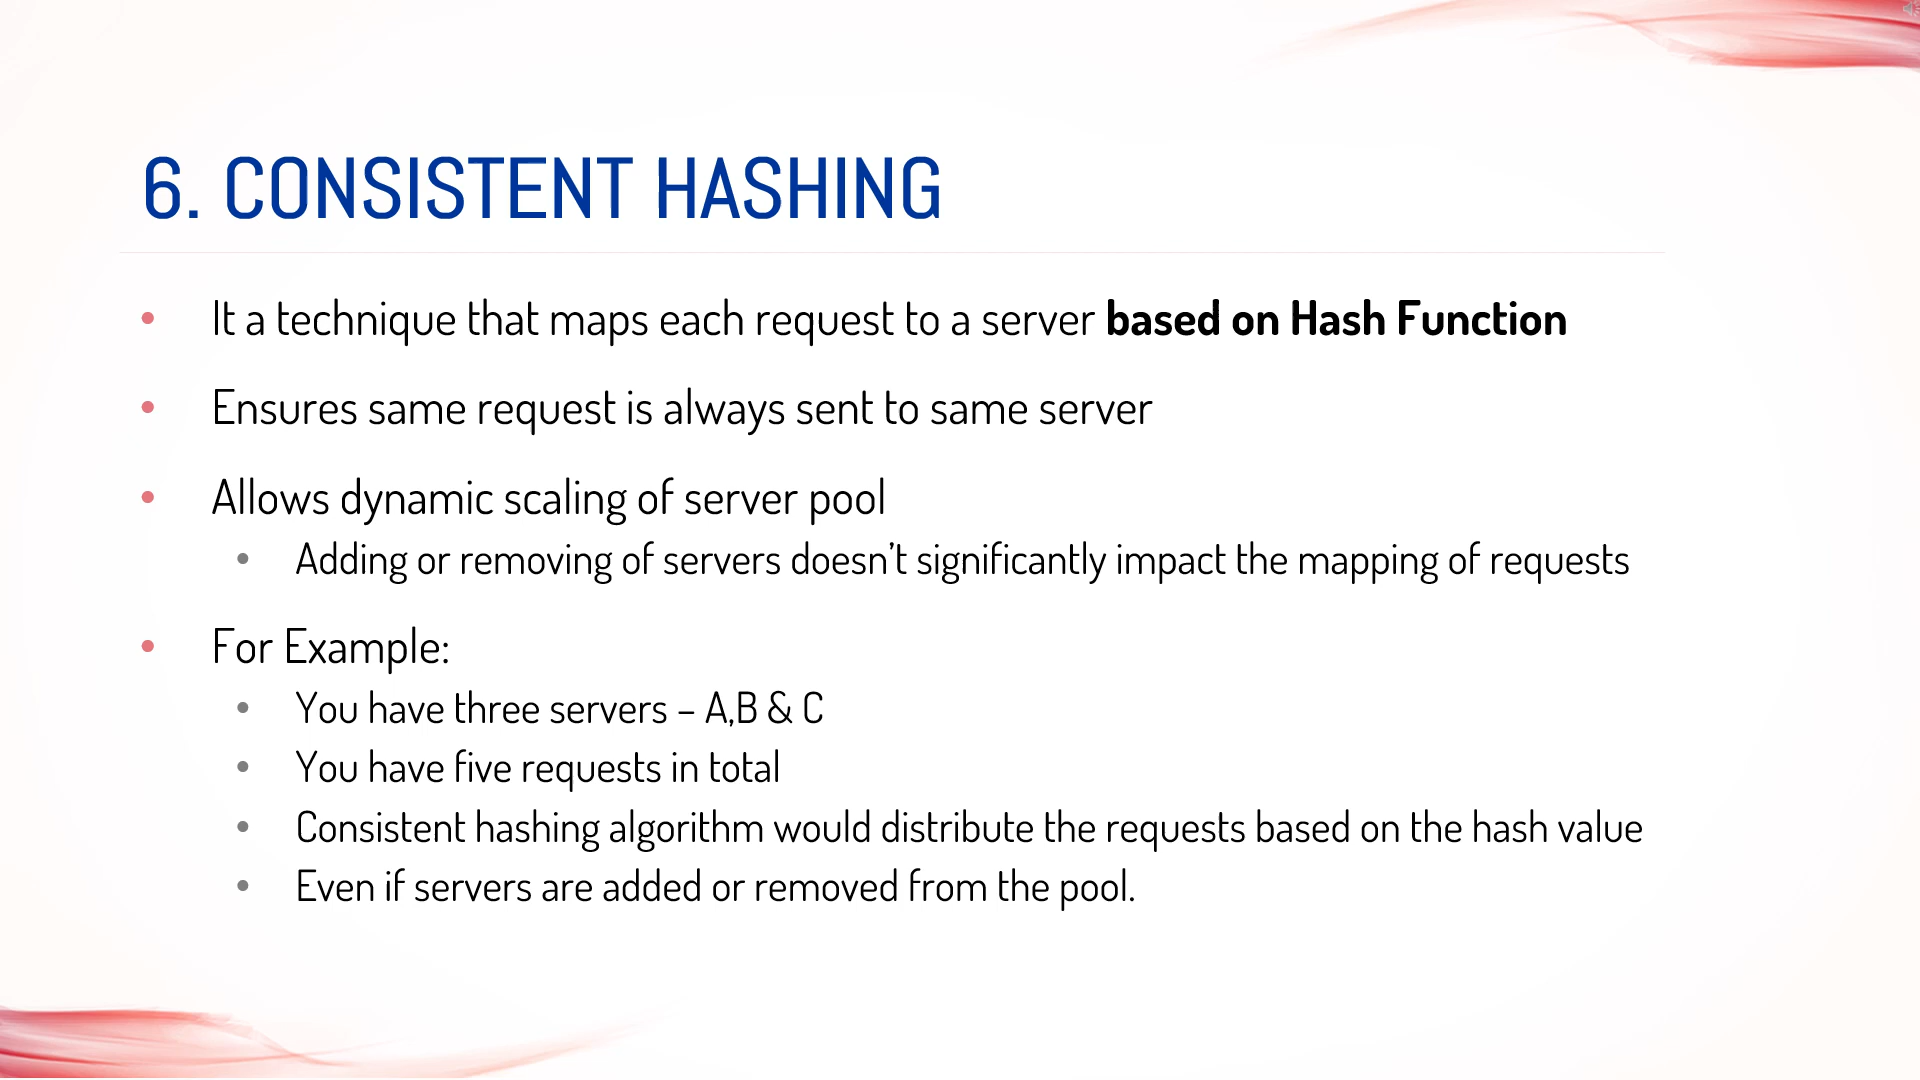 6. CONSISTENT HASHING
• It a technique that maps each request to a server based on Hash Function
• Ensures same request is always sent to same server
• Allows dynamic scaling of server pool
• Adding or removing of servers doesn’t significantly impact the mapping of requests
• For Example:
• You have three servers – A,B & C
• You have five requests in total
• Consistent hashing algorithm would distribute the requests based on the hash value
• Even if servers are added or removed from the pool.